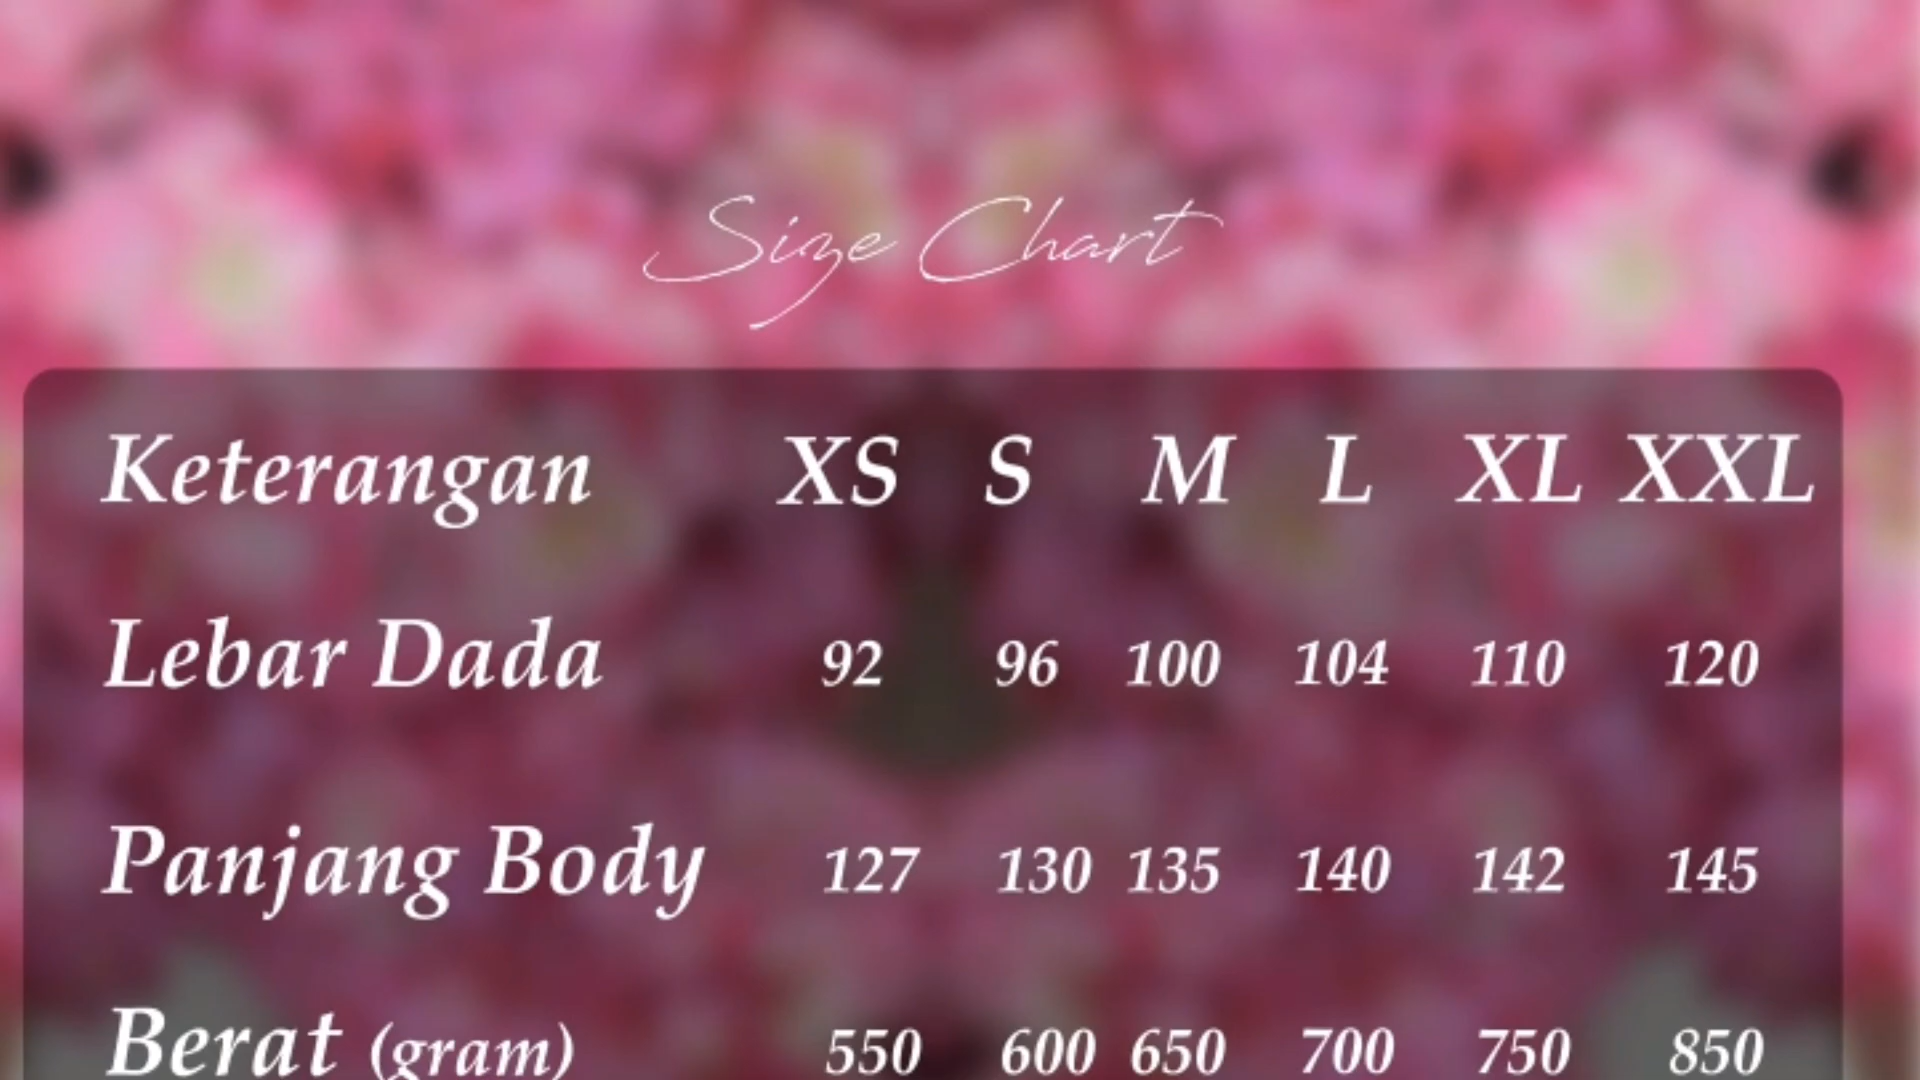 Size Chart
Keterangan XS S M L XL XXL
Lebar Dada 92 96 100 104 110 120
Panjang Body 127 130 135 140 142 145
Berat (gram) 550 600 650 700 750 850